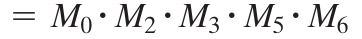 = M₀ · M₂ · M₃ · M₅ · M₆